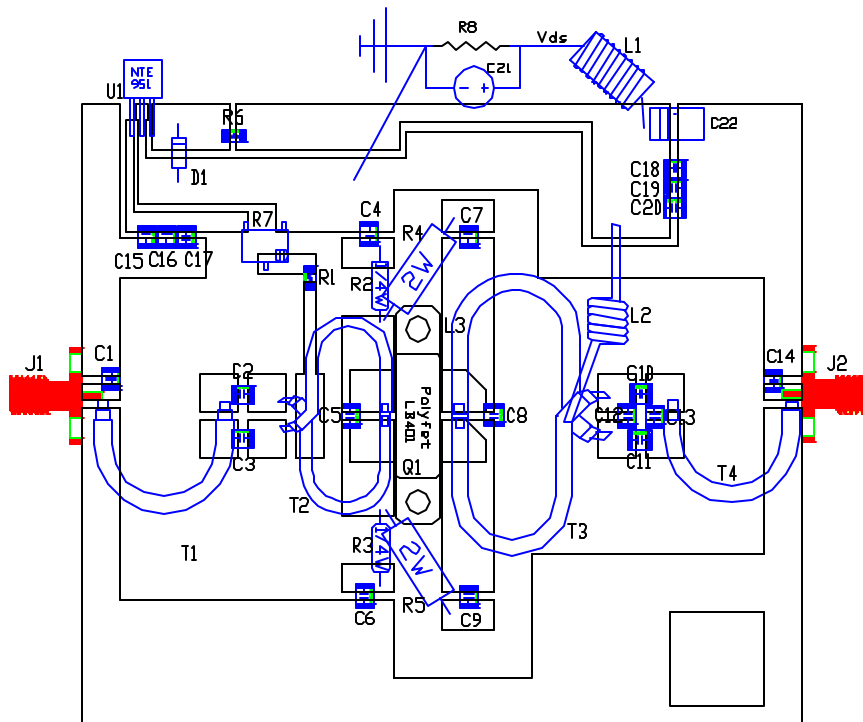 R8
Vds
L1
C21
- +
NTE
956
U1
R6
C22
D1
C18
C19
C20
C4
R7
R4
C7
C15
C16
C17
2W
R1
R2
1/4W
L3
L2
J1
C1
C2
C10
C14
J2
Polyfet
LB401
C5
C8
C12
C13
C3
Q1
C11
T4
T2
T3
R3
1/4W
2W
T1
C6
R5
C9